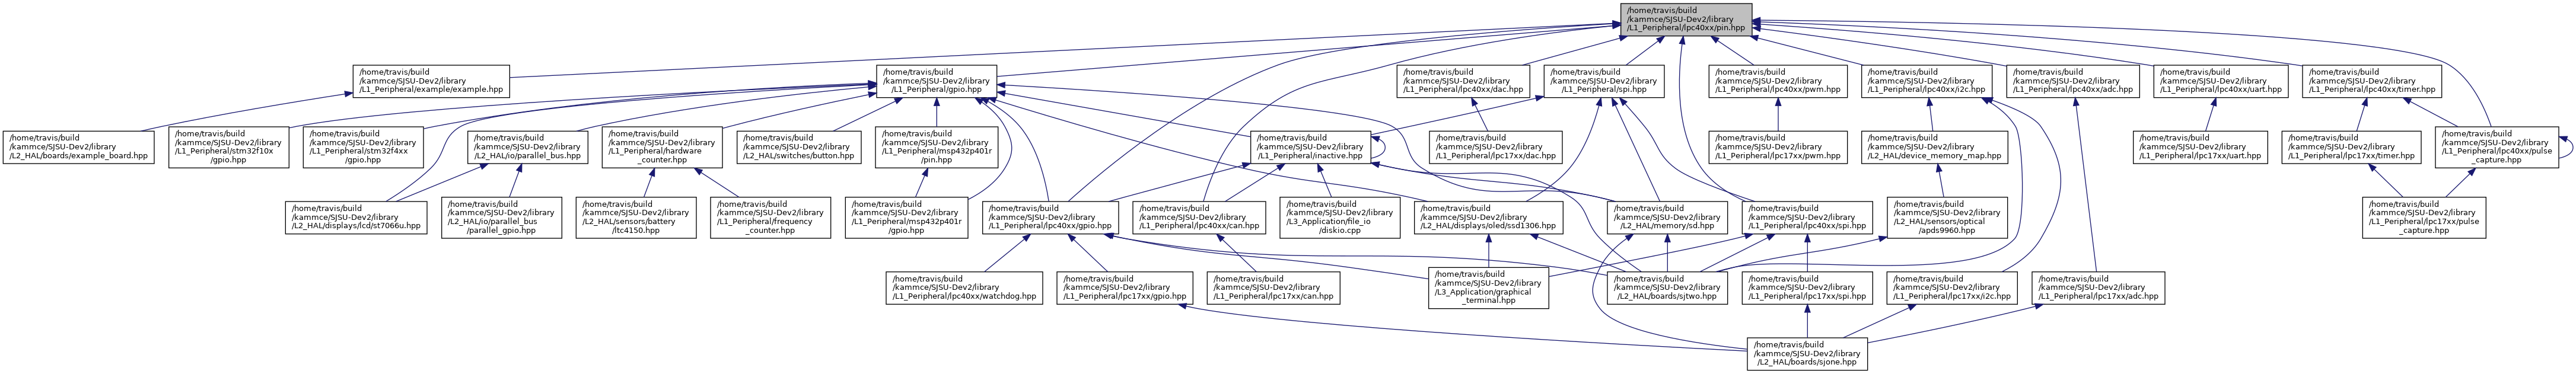 /home/travis/build
/kammce/SJSU-Dev2/library
/L1_Peripheral/lpc40xx/pin.hpp
/home/travis/build
/kammce/SJSU-Dev2/library
/L1_Peripheral/example/example.hpp
/home/travis/build
/kammce/SJSU-Dev2/library
/L1_Peripheral/gpio.hpp
/home/travis/build
/kammce/SJSU-Dev2/library
/L1_Peripheral/lpc40xx/dac.hpp
/home/travis/build
/kammce/SJSU-Dev2/library
/L1_Peripheral/spi.hpp
/home/travis/build
/kammce/SJSU-Dev2/library
/L1_Peripheral/lpc40xx/pwm.hpp
/home/travis/build
/kammce/SJSU-Dev2/library
/L1_Peripheral/lpc40xx/i2c.hpp
/home/travis/build
/kammce/SJSU-Dev2/library
/L1_Peripheral/lpc40xx/adc.hpp
/home/travis/build
/kammce/SJSU-Dev2/library
/L1_Peripheral/lpc40xx/uart.hpp
/home/travis/build
/kammce/SJSU-Dev2/library
/L1_Peripheral/lpc40xx/timer.hpp
/home/travis/build
/kammce/SJSU-Dev2/library
/L2_HAL/boards/example_board.hpp
/home/travis/build
/kammce/SJSU-Dev2/library
/L1_Peripheral/stm32f10x
/gpio.hpp
/home/travis/build
/kammce/SJSU-Dev2/library
/L1_Peripheral/stm32f4xx
/gpio.hpp
/home/travis/build
/kammce/SJSU-Dev2/library
/L2_HAL/io/parallel_bus.hpp
/home/travis/build
/kammce/SJSU-Dev2/library
/L1_Peripheral/hardware
_counter.hpp
/home/travis/build
/kammce/SJSU-Dev2/library
/L2_HAL/switches/button.hpp
/home/travis/build
/kammce/SJSU-Dev2/library
/L1_Peripheral/msp432p401r
/pin.hpp
/home/travis/build
/kammce/SJSU-Dev2/library
/L1_Peripheral/inactive.hpp
/home/travis/build
/kammce/SJSU-Dev2/library
/L1_Peripheral/lpc17xx/dac.hpp
/home/travis/build
/kammce/SJSU-Dev2/library
/L1_Peripheral/lpc17xx/pwm.hpp
/home/travis/build
/kammce/SJSU-Dev2/library
/L2_HAL/device_memory_map.hpp
/home/travis/build
/kammce/SJSU-Dev2/library
/L1_Peripheral/lpc17xx/uart.hpp
/home/travis/build
/kammce/SJSU-Dev2/library
/L1_Peripheral/lpc17xx/timer.hpp
/home/travis/build
/kammce/SJSU-Dev2/library
/L1_Peripheral/lpc40xx/pulse
_capture.hpp
/home/travis/build
/kammce/SJSU-Dev2/library
/L2_HAL/displays/lcd/st7066u.hpp
/home/travis/build
/kammce/SJSU-Dev2/library
/L2_HAL/io/parallel_bus
/parallel_gpio.hpp
/home/travis/build
/kammce/SJSU-Dev2/library
/L2_HAL/sensors/battery
/ltc4150.hpp
/home/travis/build
/kammce/SJSU-Dev2/library
/L1_Peripheral/frequency
_counter.hpp
/home/travis/build
/kammce/SJSU-Dev2/library
/L1_Peripheral/msp432p401r
/gpio.hpp
/home/travis/build
/kammce/SJSU-Dev2/library
/L1_Peripheral/lpc40xx/gpio.hpp
/home/travis/build
/kammce/SJSU-Dev2/library
/L1_Peripheral/lpc40xx/can.hpp
/home/travis/build
/kammce/SJSU-Dev2/library
/L3_Application/file_io
/diskio.cpp
/home/travis/build
/kammce/SJSU-Dev2/library
/L2_HAL/displays/oled/ssd1306.hpp
/home/travis/build
/kammce/SJSU-Dev2/library
/L2_HAL/memory/sd.hpp
/home/travis/build
/kammce/SJSU-Dev2/library
/L1_Peripheral/lpc40xx/spi.hpp
/home/travis/build
/kammce/SJSU-Dev2/library
/L2_HAL/sensors/optical
/apds9960.hpp
/home/travis/build
/kammce/SJSU-Dev2/library
/L1_Peripheral/lpc17xx/pulse
_capture.hpp
/home/travis/build
/kammce/SJSU-Dev2/library
/L1_Peripheral/lpc40xx/watchdog.hpp
/home/travis/build
/kammce/SJSU-Dev2/library
/L1_Peripheral/lpc17xx/gpio.hpp
/home/travis/build
/kammce/SJSU-Dev2/library
/L1_Peripheral/lpc17xx/can.hpp
/home/travis/build
/kammce/SJSU-Dev2/library
/L3_Application/graphical
_terminal.hpp
/home/travis/build
/kammce/SJSU-Dev2/library
/L2_HAL/boards/sjtwo.hpp
/home/travis/build
/kammce/SJSU-Dev2/library
/L1_Peripheral/lpc17xx/spi.hpp
/home/travis/build
/kammce/SJSU-Dev2/library
/L1_Peripheral/lpc17xx/i2c.hpp
/home/travis/build
/kammce/SJSU-Dev2/library
/L1_Peripheral/lpc17xx/adc.hpp
/home/travis/build
/kammce/SJSU-Dev2/library
/L2_HAL/boards/sjone.hpp